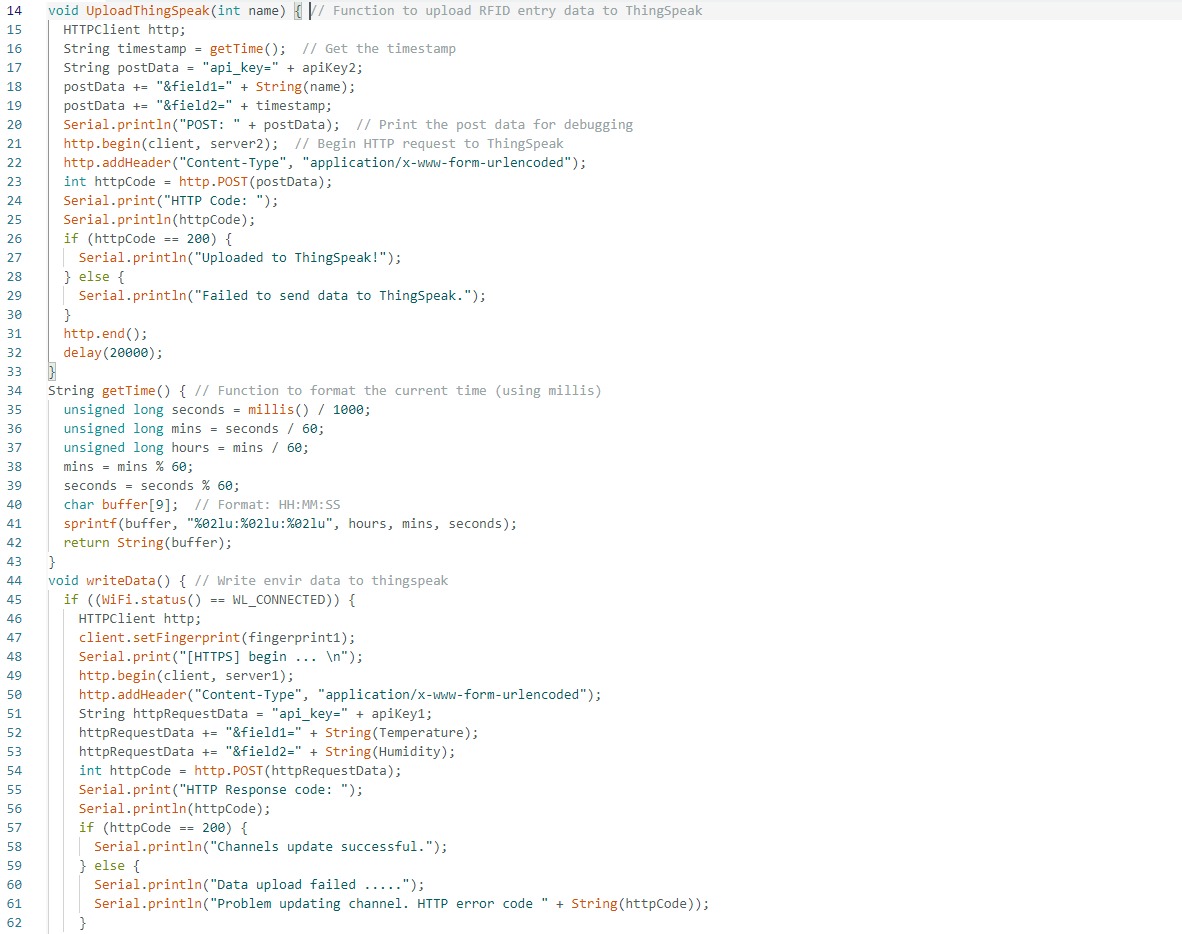 14 void UploadThingSpeak(int name) { // Function to upload RFID entry data to ThingSpeak
15 HTTPClient http;
16 String timestamp = getTime();  // Get the timestamp
17 String postData = "api_key=" + apiKey2;
18 postData += "&field1=" + String(name);
19 postData += "&field2=" + timestamp;
20 Serial.println("POST: " + postData);  // Print the post data for debugging
21 http.begin(client, server2);  // Begin HTTP request to ThingSpeak
22 http.addHeader("Content-Type", "application/x-www-form-urlencoded");
23 int httpCode = http.POST(postData);
24 Serial.print("HTTP Code: ");
25 Serial.println(httpCode);
26 if (httpCode == 200) {
27 Serial.println("Uploaded to ThingSpeak!");
28 } else {
29 Serial.println("Failed to send data to ThingSpeak.");
30 }
31 http.end();
32 delay(20000);
33 }
34 String getTime() { // Function to format the current time (using millis)
35 unsigned long seconds = millis() / 1000;
36 unsigned long mins = seconds / 60;
37 unsigned long hours = mins / 60;
38 mins = mins % 60;
39 seconds = seconds % 60;
40 char buffer[9];  // Format: HH:MM:SS
41 sprintf(buffer, "%02lu:%02lu:%02lu", hours, mins, seconds);
42 return String(buffer);
43 }
44 void writeData() { // Write envir data to thingspeak
45 if ((WiFi.status() == WL_CONNECTED)) {
46 HTTPClient http;
47 client.setFingerprint(fingerprint1);
48 Serial.print("[HTTPS] begin ... \n");
49 http.begin(client, server1);
50 http.addHeader("Content-Type", "application/x-www-form-urlencoded");
51 String httpRequestData = "api_key=" + apiKey1;
52 httpRequestData += "&field1=" + String(Temperature);
53 httpRequestData += "&field2=" + String(Humidity);
54 int httpCode = http.POST(httpRequestData);
55 Serial.print("HTTP Response code: ");
56 Serial.println(httpCode);
57 if (httpCode == 200) {
58 Serial.println("Channels update successful.");
59 } else {
60 Serial.println("Data upload failed .....");
61 Serial.println("Problem updating channel. HTTP error code " + String(httpCode));
62 }